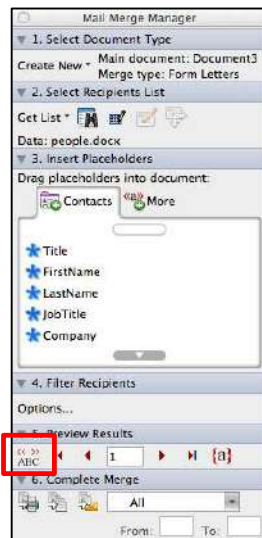 Mail Merge Manager
1. Select Document Type
Create New Main document: Document3
Merge type: Form Letters
2. Select Recipients List
Get List
Data: people.docx
3. Insert Placeholders
Drag placeholders into document:
Contacts «a» More
Title
FirstName
LastName
JobTitle
Company
4. Filter Recipients
Options...
5. Preview Results
« » ABC 1 {a}
6. Complete Merge
All
From: To: